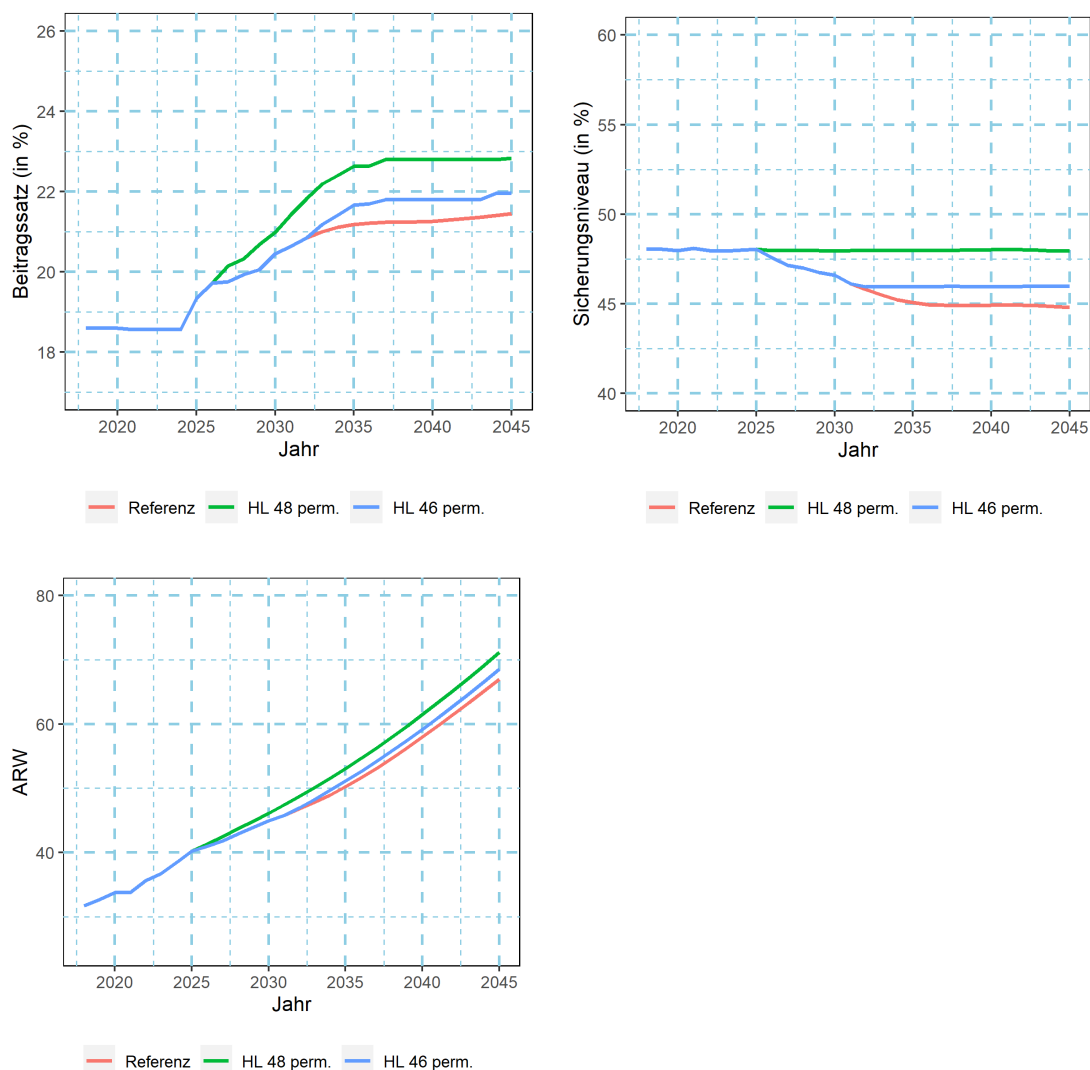 Beitragssatz (in %)
26
24
22
20
18
2020 2025 2030 2035 2040 2045
Jahr
Referenz HL 48 perm. HL 46 perm.
Sicherungsniveau (in %)
60
55
50
45
40
2020 2025 2030 2035 2040 2045
Jahr
Referenz HL 48 perm. HL 46 perm.
ARW
80
60
40
2020 2025 2030 2035 2040 2045
Jahr
Referenz HL 48 perm. HL 46 perm.